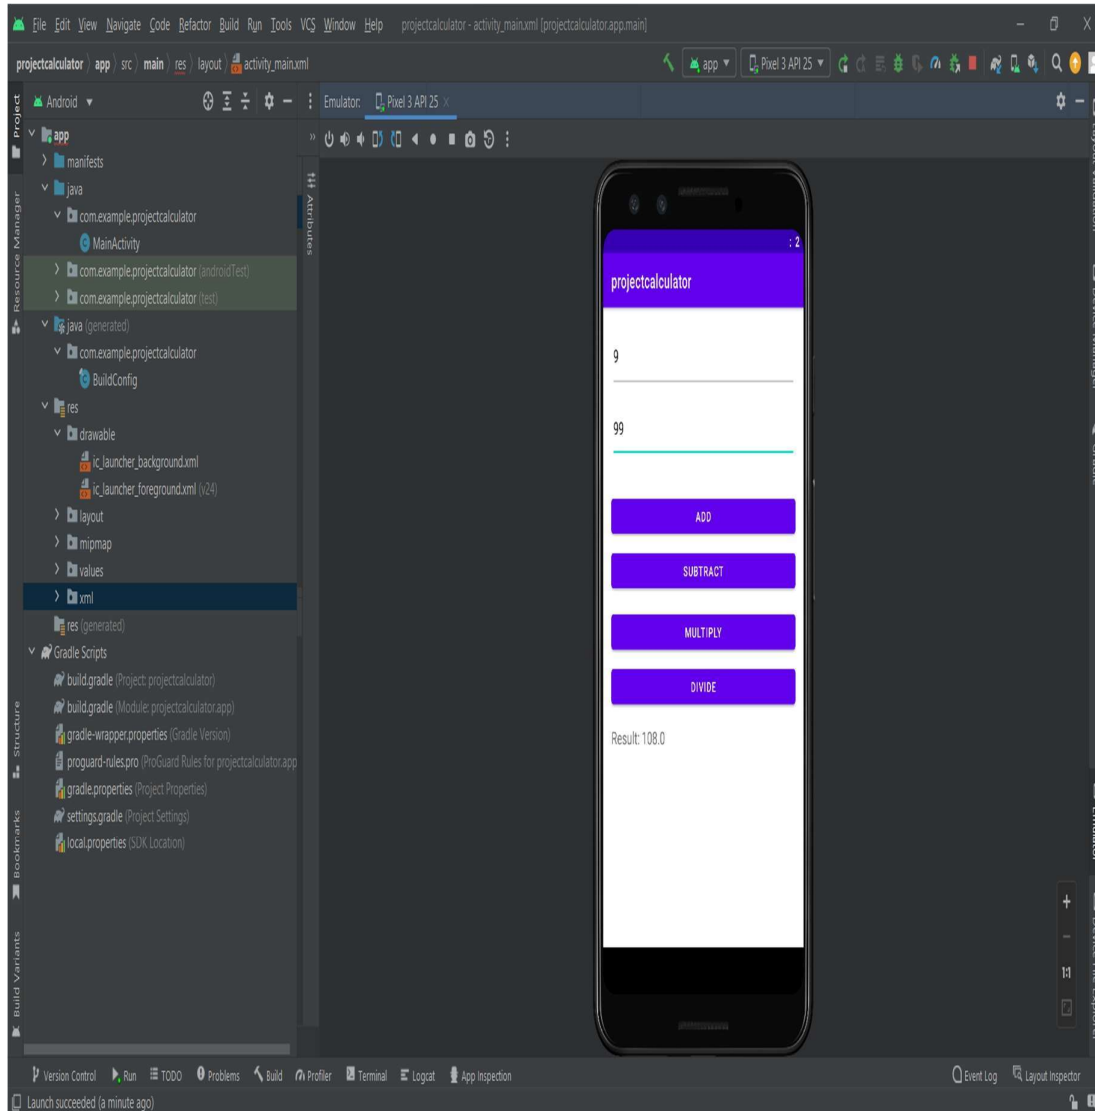 File Edit View Navigate Code Refactor Build Run Tools VCS Window Help projectcalculator - activity_main.xml [projectcalculator.app.main]
projectcalculator app src main res layout activity_main.xml
app Pixel 3 API 25
Project
Resource Manager
Structure
Bookmarks
Build Variants
Android
app
manifests
java
com.example.projectcalculator
MainActivity
com.example.projectcalculator (androidTest)
com.example.projectcalculator (test)
java (generated)
com.example.projectcalculator
BuildConfig
res
drawable
ic_launcher_background.xml
ic_launcher_foreground.xml (v24)
layout
mipmap
values
xml
res (generated)
Gradle Scripts
build.gradle (Project: projectcalculator)
build.gradle (Module: projectcalculator.app)
gradle-wrapper.properties (Gradle Version)
proguard-rules.pro (ProGuard Rules for projectcalculator.app
gradle.properties (Project Properties)
settings.gradle (Project Settings)
local.properties (SDK Location)
Attributes
Emulator: Pixel 3 API 25
: 2
projectcalculator
9
99
ADD
SUBTRACT
MULTIPLY
DIVIDE
Result: 108.0
1:1
Version Control Run TODO Problems Build Profiler Terminal Logcat App Inspection
Event Log Layout Inspector
Launch succeeded (a minute ago)